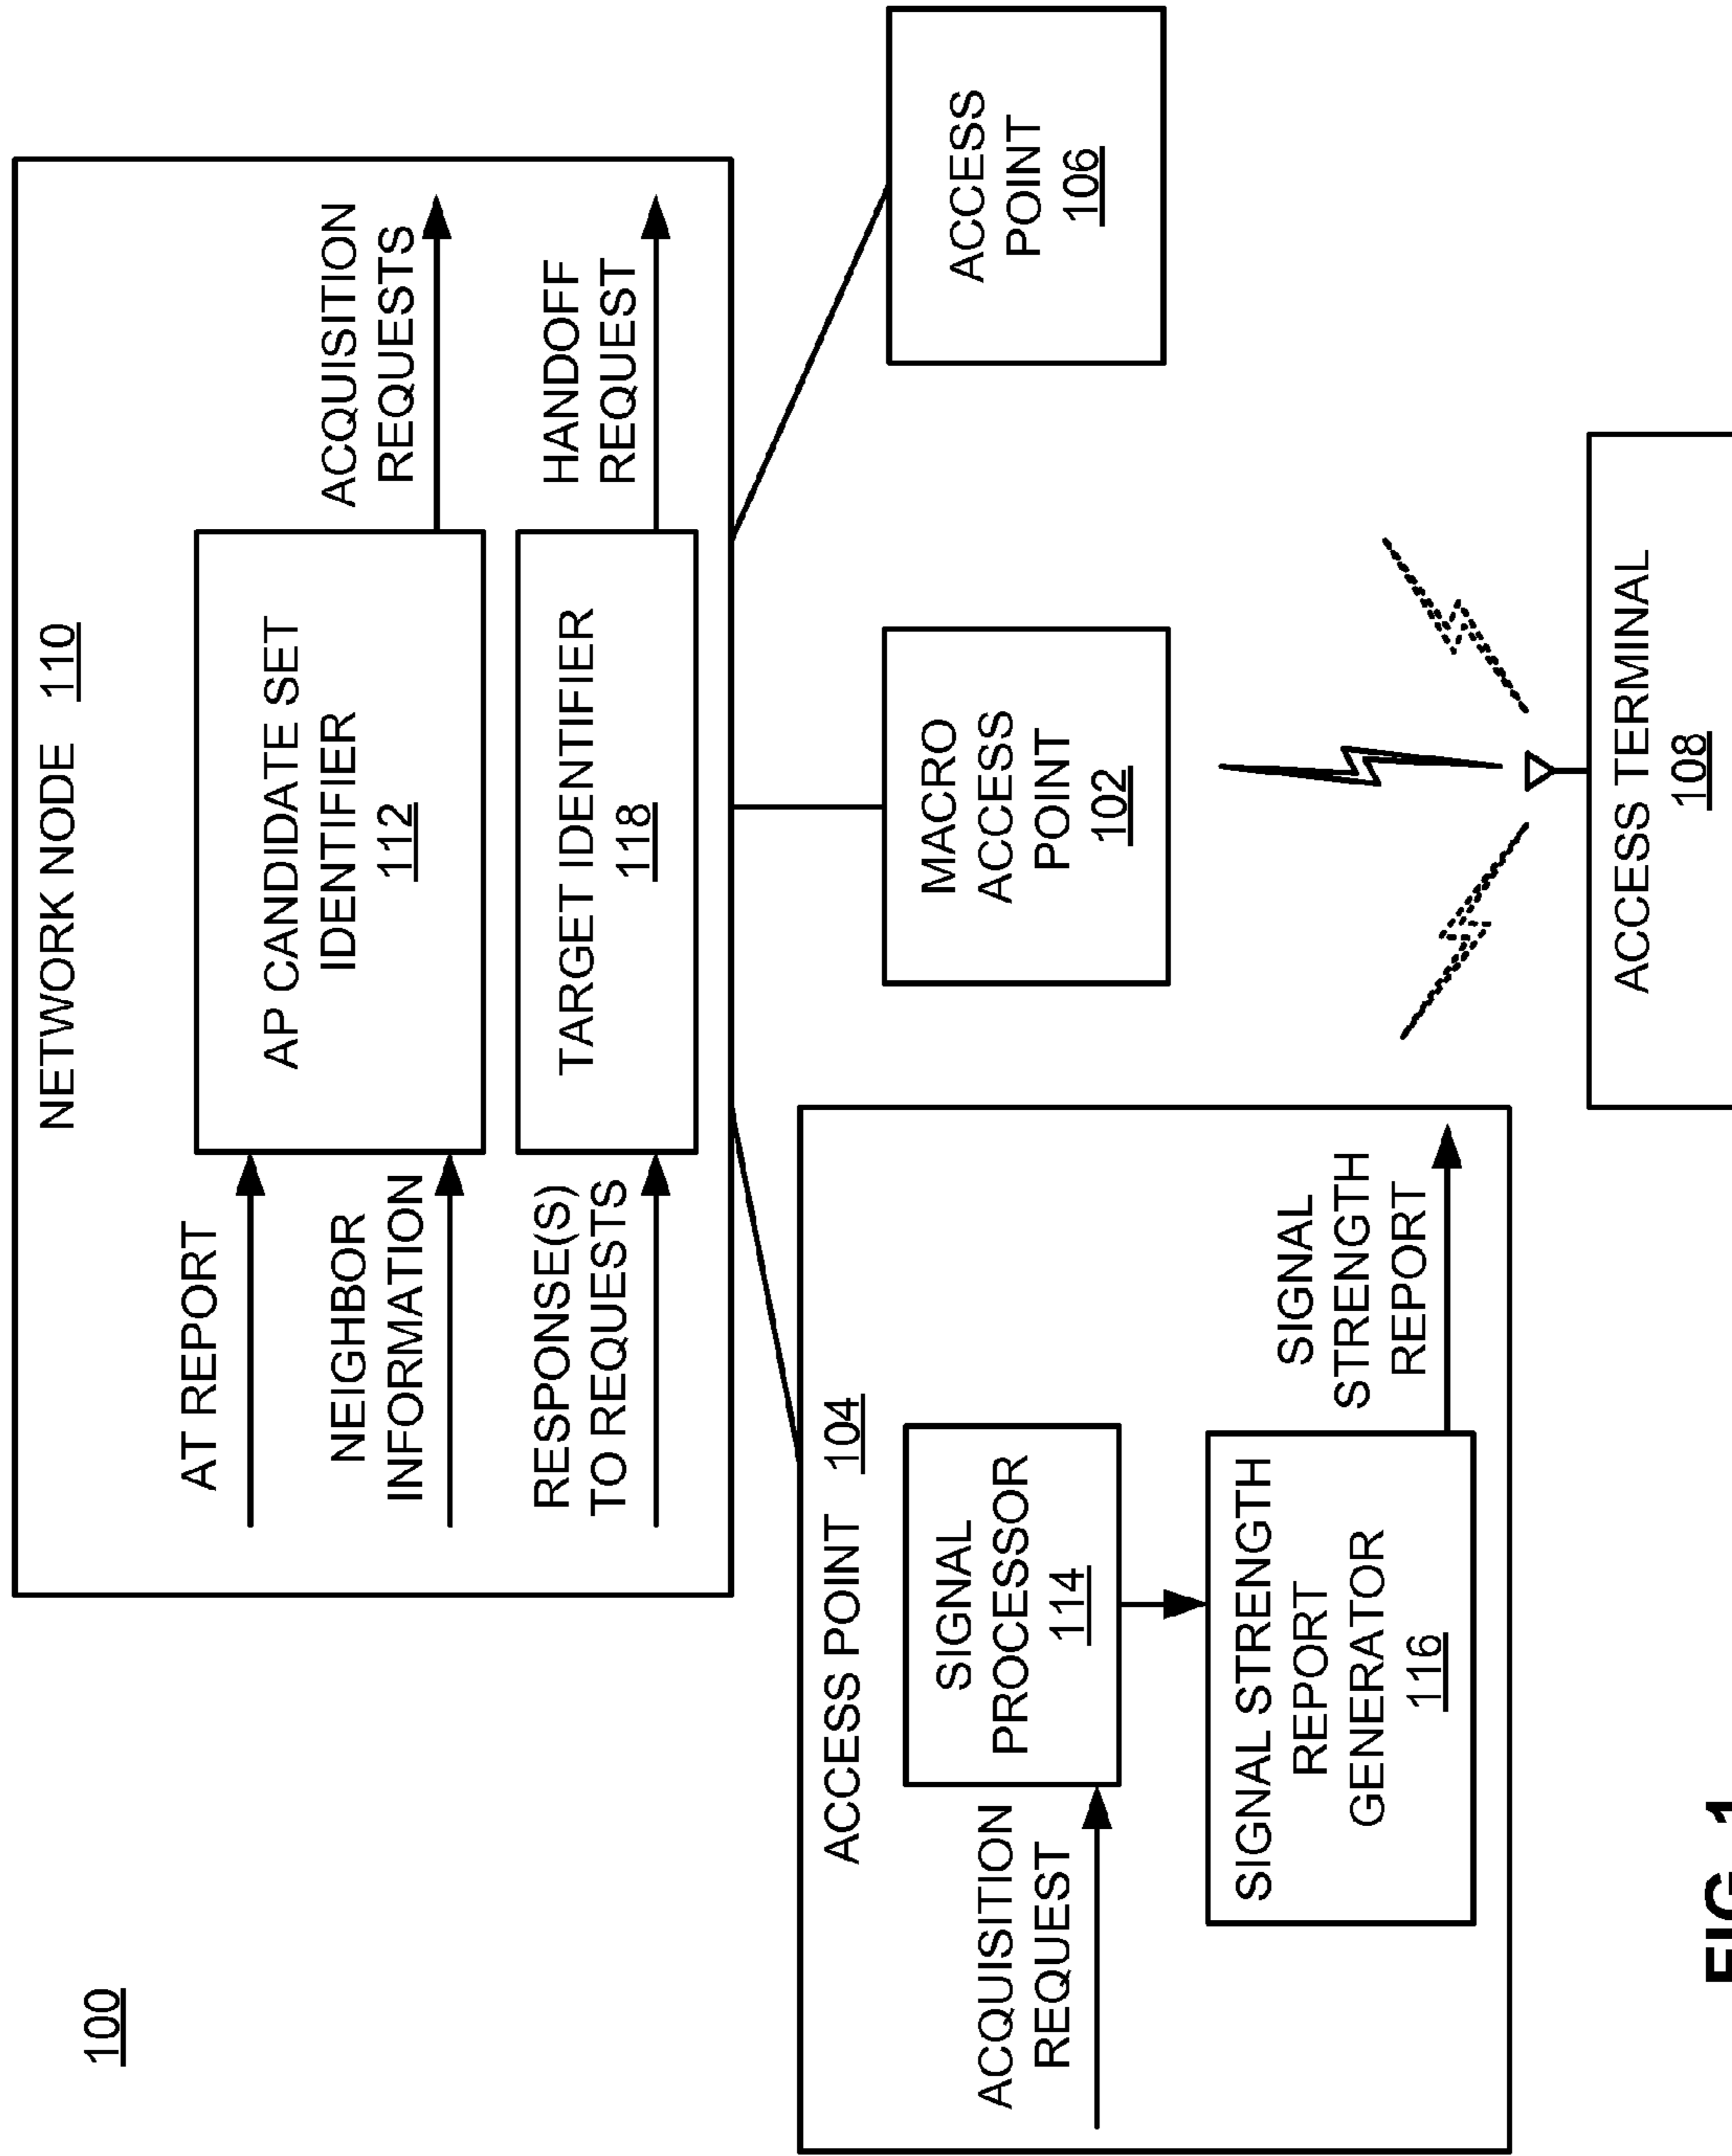 100
NETWORK NODE 110
AT REPORT
NEIGHBOR
INFORMATION
RESPONSE(S)
TO REQUESTS
AP CANDIDATE SET
IDENTIFIER
112
TARGET IDENTIFIER
118
ACQUISITION
REQUESTS
HANDOFF
REQUEST
ACCESS POINT 104
ACQUISITION
REQUEST
SIGNAL
PROCESSOR
114
SIGNAL STRENGTH
REPORT
GENERATOR
116
SIGNAL
STRENGTH
REPORT
MACRO
ACCESS
POINT
102
ACCESS
POINT
106
ACCESS TERMINAL
108
FIG. 1